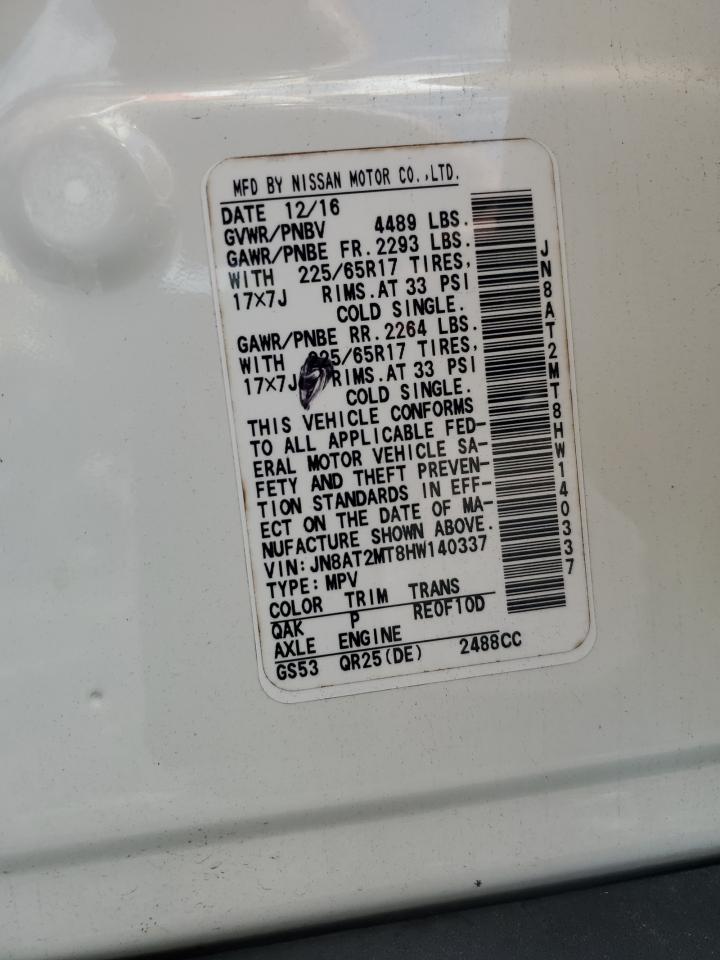 MFD BY NISSAN MOTOR CO.,LTD.
DATE 12/16
GVWR/PNBV 4489 LBS.
GAWR/PNBE FR. 2293 LBS.
WITH 225/65R17 TIRES,
17×7J RIMS.AT 33 PSI
COLD SINGLE.
GAWR/PNBE RR. 2264 LBS.
WITH 225/65R17 TIRES,
17×7J RIMS.AT 33 PSI
COLD SINGLE.
THIS VEHICLE CONFORMS
TO ALL APPLICABLE FED-
ERAL MOTOR VEHICLE SA-
FETY AND THEFT PREVEN-
TION STANDARDS IN EFF-
ECT ON THE DATE OF MA-
NUFACTURE SHOWN ABOVE.
VIN:JN8AT2MT8HW140337
TYPE:MPV
COLOR TRIM TRANS
QAK P RE0F10D
AXLE ENGINE
GS53 QR25(DE) 2488CC
JN8AT2MT8HW140337